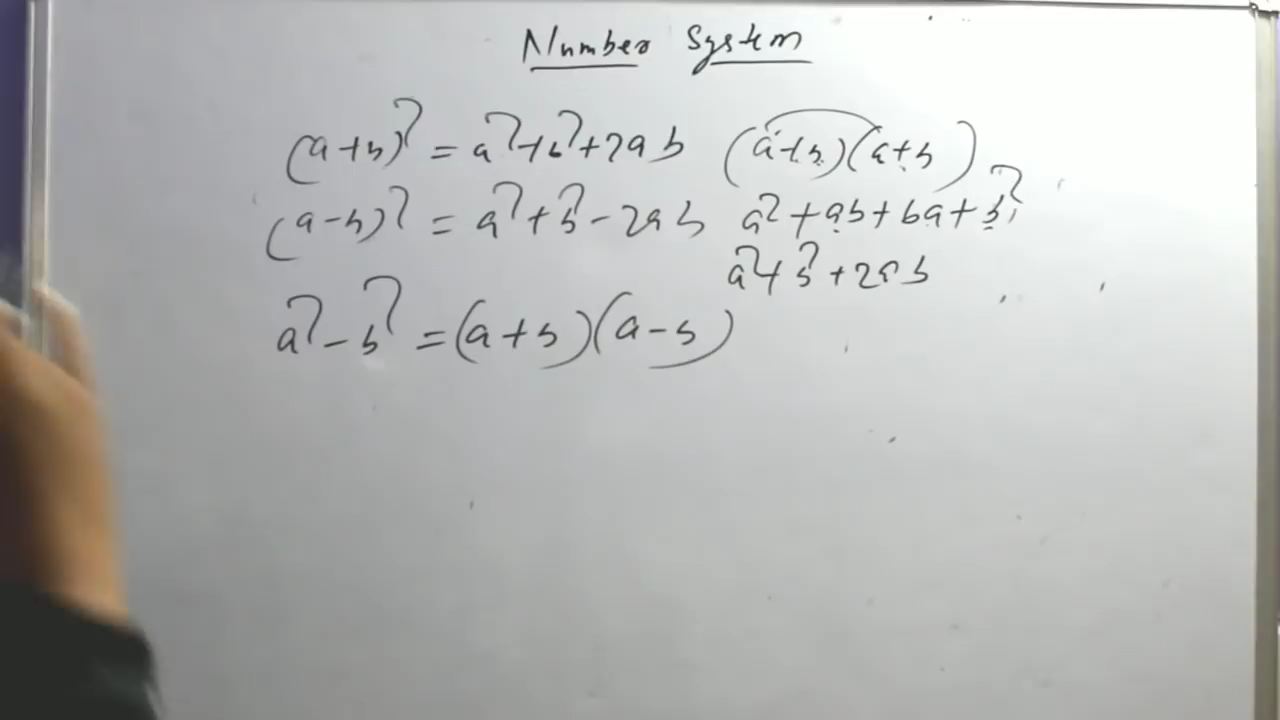 Number System
(a+b)² = a²+b²+2ab (a+b)(a+b)
(a-b)² = a²+b²-2ab a²+ab+ba+b²
a²+b²+2ab
a²-b² = (a+b)(a-b)